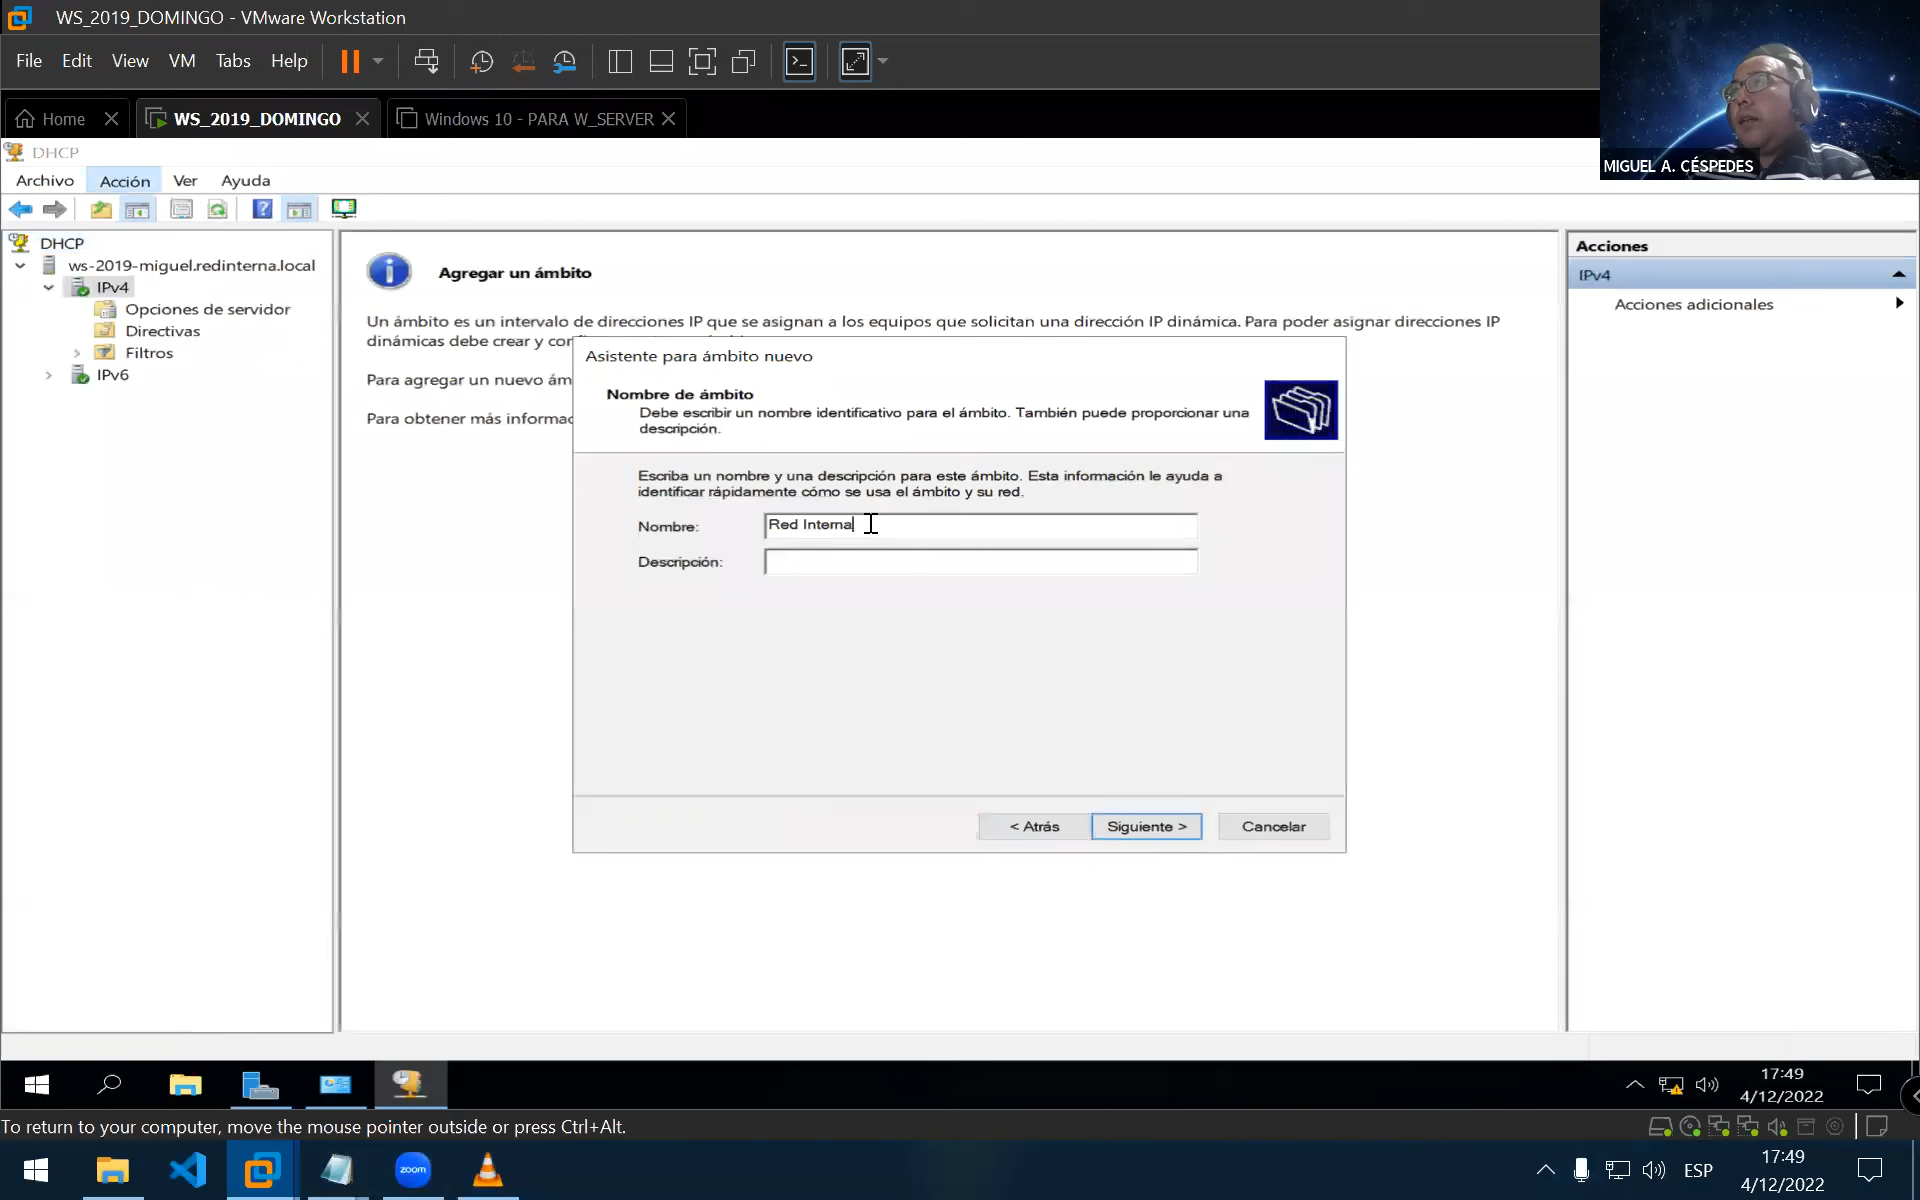 WS_2019_DOMINGO - VMware Workstation
File Edit View VM Tabs Help
Home
WS_2019_DOMINGO
Windows 10 - PARA W_SERVER
MIGUEL A. CÉSPEDES
DHCP
Archivo Acción Ver Ayuda
DHCP
ws-2019-miguel.redinterna.local
IPv4
Opciones de servidor
Directivas
Filtros
IPv6
Agregar un ámbito
Un ámbito es un intervalo de direcciones IP que se asignan a los equipos que solicitan una dirección IP dinámica. Para poder asignar direcciones IP
dinámicas debe crear y con
Para agregar un nuevo ám
Para obtener más informac
Asistente para ámbito nuevo
Nombre de ámbito
Debe escribir un nombre identificativo para el ámbito. También puede proporcionar una
descripción.
Escriba un nombre y una descripción para este ámbito. Esta información le ayuda a
identificar rápidamente cómo se usa el ámbito y su red.
Nombre: Red Interna
Descripción:
< Atrás Siguiente > Cancelar
Acciones
IPv4
Acciones adicionales
17:49
4/12/2022
To return to your computer, move the mouse pointer outside or press Ctrl+Alt.
zoom
ESP
17:49
4/12/2022